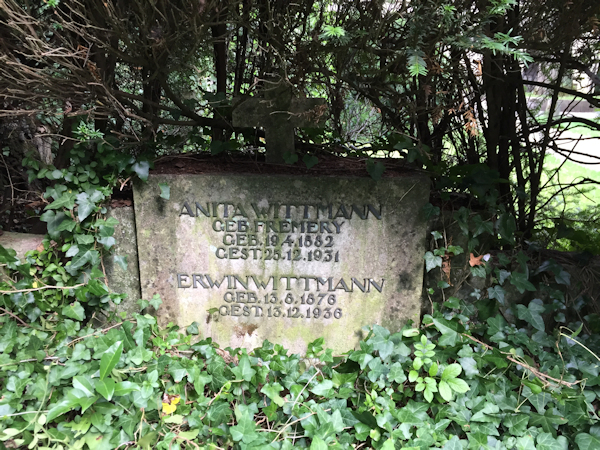 ANITA WITTMANN
GEB. FREMERY
GEB. 19.4.1882
GEST. 25.12.1931
ERWIN WITTMANN
GEB. 13.6.1876
GEST. 13.12.1936